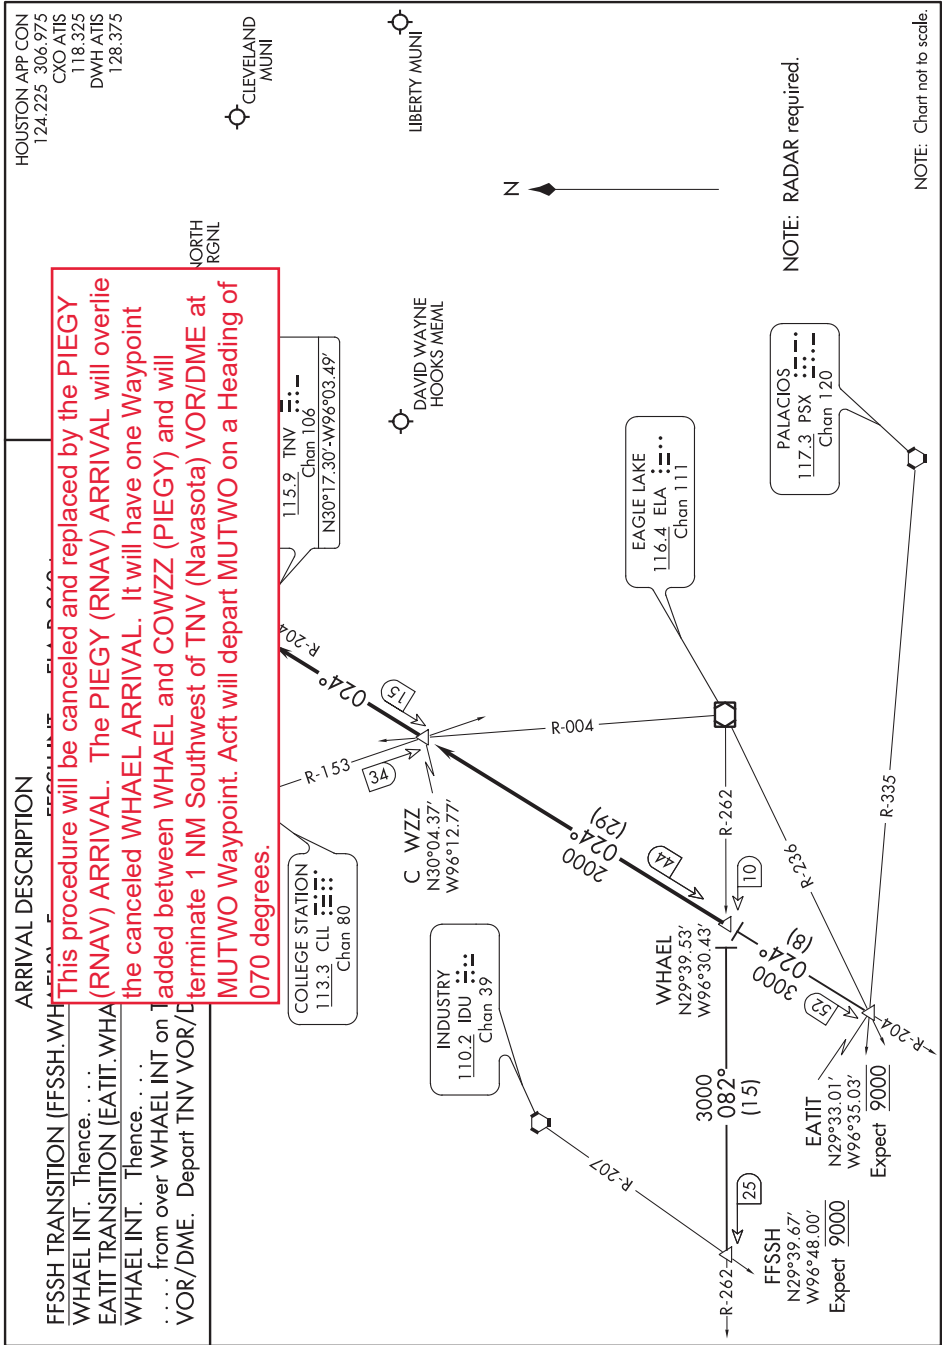 ARRIVAL DESCRIPTION
FFSSH TRANSITION (FFSSH.WH
WHAEL INT. Thence. . . .
EATIT TRANSITION (EATIT.WHA
WHAEL INT. Thence. . . .
. . . . from over WHAEL INT on T
VOR/DME. Depart TNV VOR/D
This procedure will be canceled and replaced by the PIEGY
(RNAV) ARRIVAL. The PIEGY (RNAV) ARRIVAL will overlie
the canceled WHAEL ARRIVAL. It will have one Waypoint
added between WHAEL and COWZZ (PIEGY) and will
terminate 1 NM Southwest of TNV (Navasota) VOR/DME at
MUTWO Waypoint. Acft will depart MUTWO on a Heading of
070 degrees.
HOUSTON APP CON
124.225 306.975
CXO ATIS
118.325
DWH ATIS
128.375
CLEVELAND
MUNI
LIBERTY MUNI
NORTH
RGNL
DAVID WAYNE
HOOKS MEML
115.9 TNV
Chan 106
N30°17.30'-W96°03.49'
COLLEGE STATION
113.3 CLL
Chan 80
R-204
024°
15
R-153
34
R-004
C WZZ
N30°04.37'
W96°12.77'
INDUSTRY
110.2 IDU
Chan 39
R-207
2000
024°
(29)
44
EAGLE LAKE
116.4 ELA
Chan 111
R-262
10
R-236
WHAEL
N29°39.53'
W96°30.43'
3000
082°
(15)
25
R-262
FFSSH
N29°39.67'
W96°48.00'
Expect 9000
3000
024°
(8)
52
R-204
EATIT
N29°33.01'
W96°35.03'
Expect 9000
R-335
PALACIOS
117.3 PSX
Chan 120
N
NOTE: RADAR required.
NOTE: Chart not to scale.